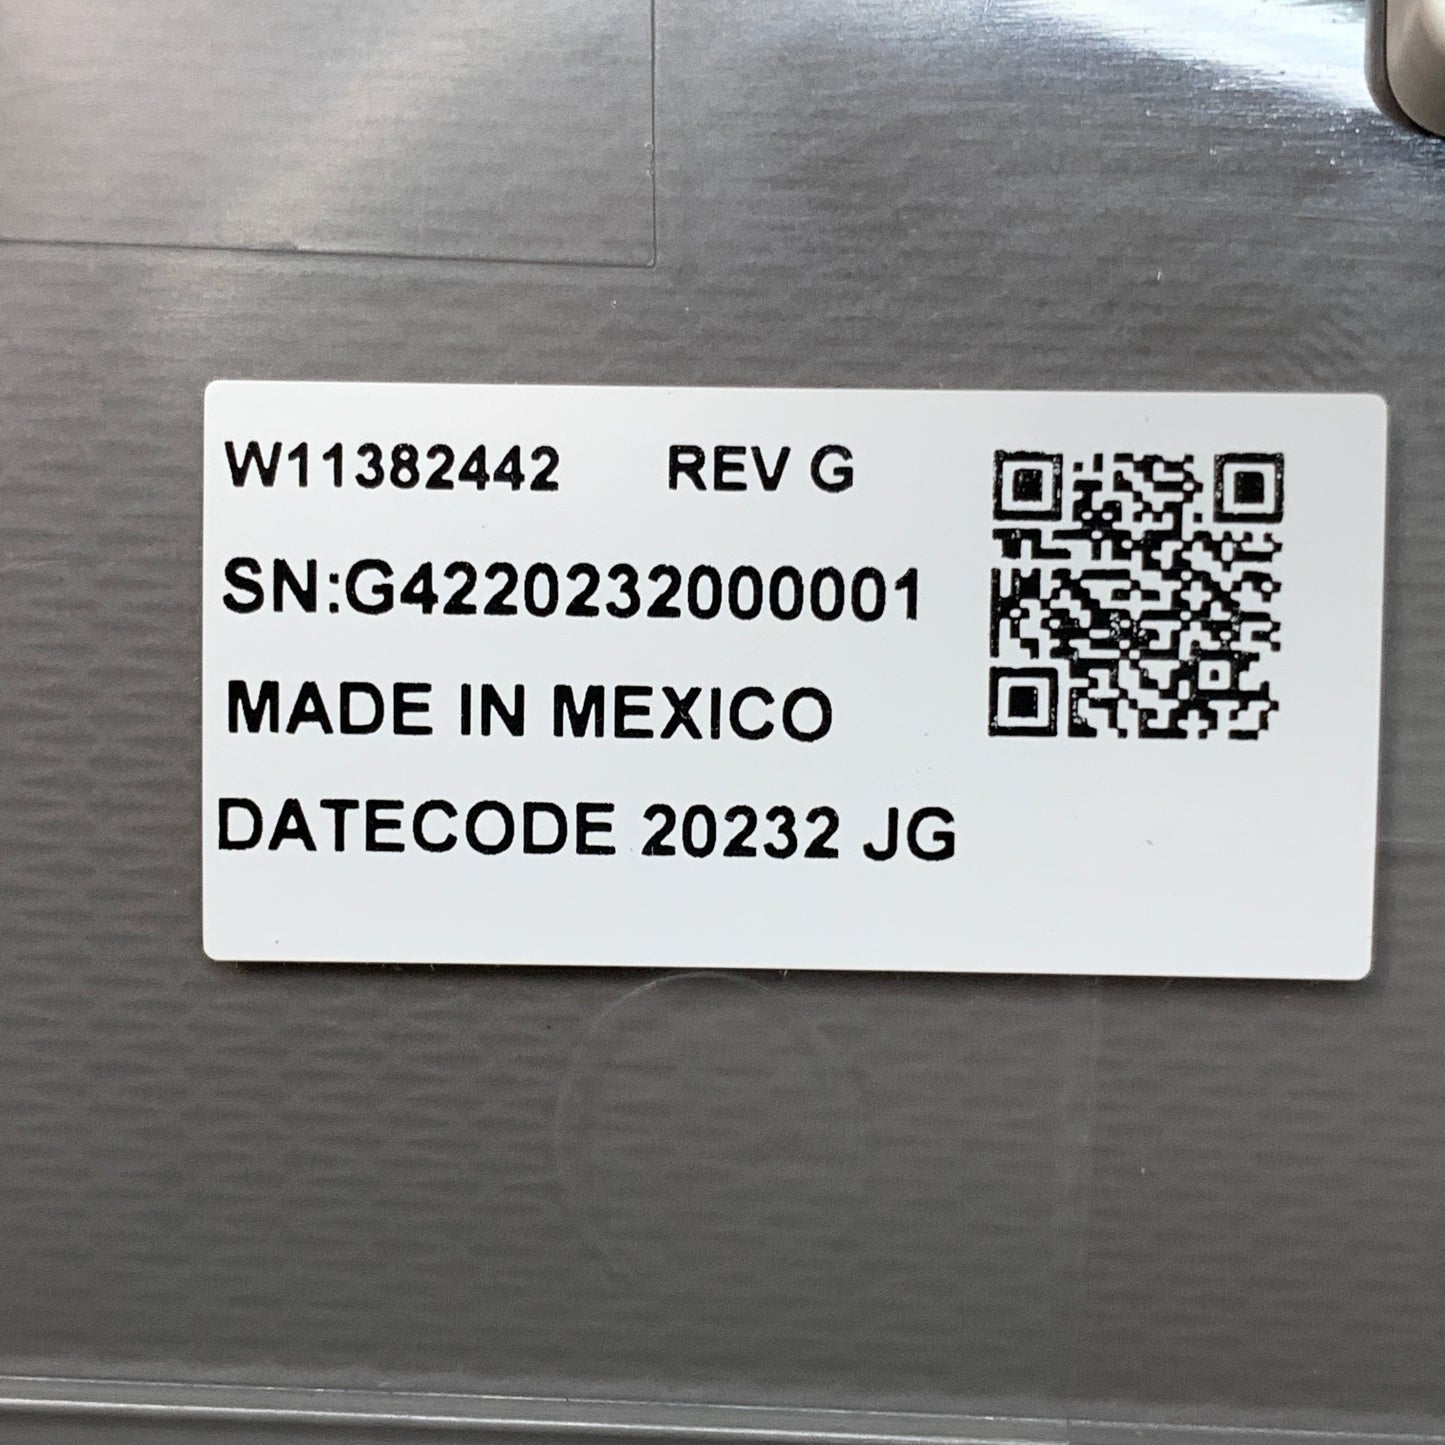 W11382442 REV G
SN:G4220232000001
MADE IN MEXICO
DATECODE 20232 JG